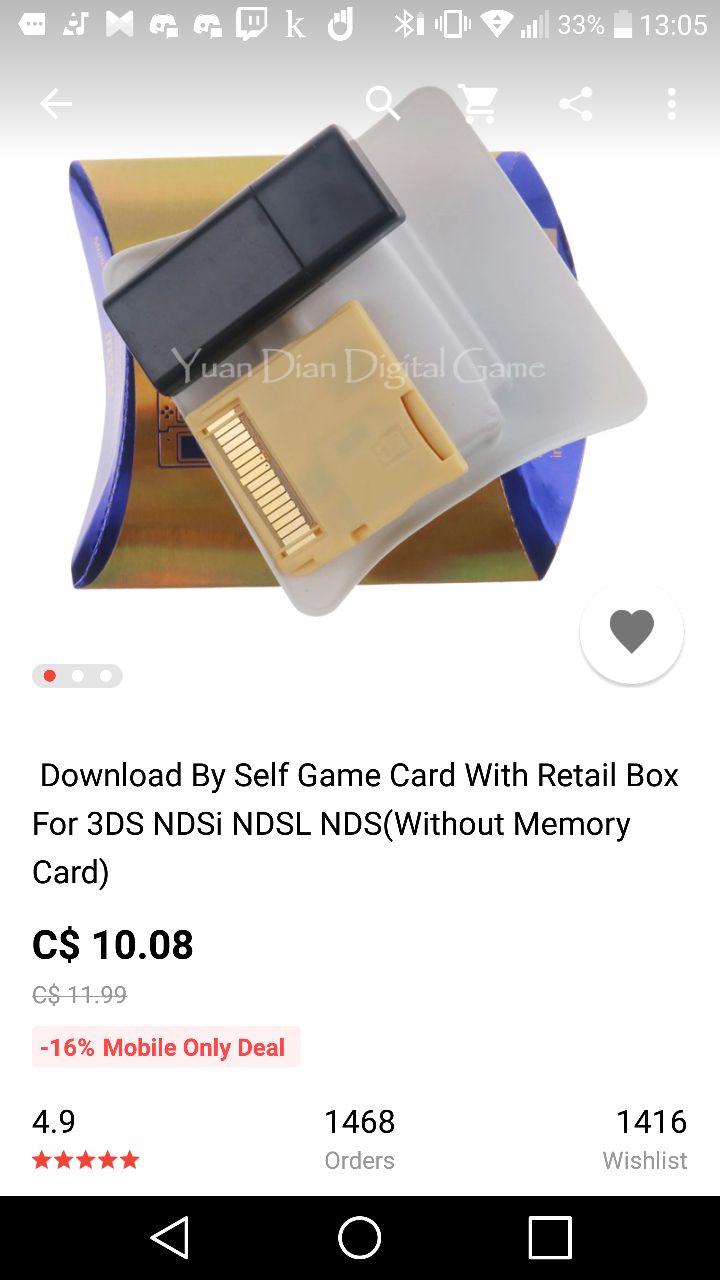 33% 13:05
Yuan Dian Digital Game
Download By Self Game Card With Retail Box
For 3DS NDSi NDSL NDS(Without Memory
Card)
C$ 10.08
C$ 11.99
-16% Mobile Only Deal
4.9 1468 1416
Orders Wishlist